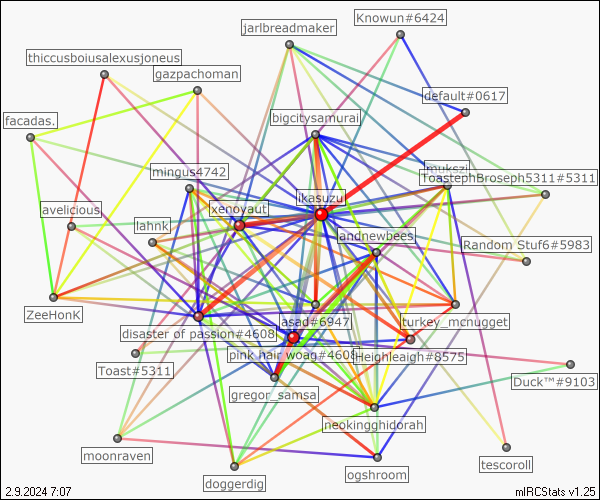 Knowun#6424
jarlbreadmaker
thiccusboiusalexusjoneus
gazpachoman
default#0617
facadas.
bigcitysamurai
mingus4742
mukszi
ToastephBroseph5311#5311
ikasuzu
avelicious
xenoyaut
lahnk
andnewbees
Random_Stuf6#5983
ZeeHonK
disaster of passion#4608
asad#6947
turkey_mcnugget
pink hair woag#4608
Heighleaigh#8575
Toast#5311
Duck™#9103
gregor_samsa
neokingghidorah
moonraven
tescoroll
doggerdig
ogshroom
2.9.2024 7:07
mIRCStats v1.25